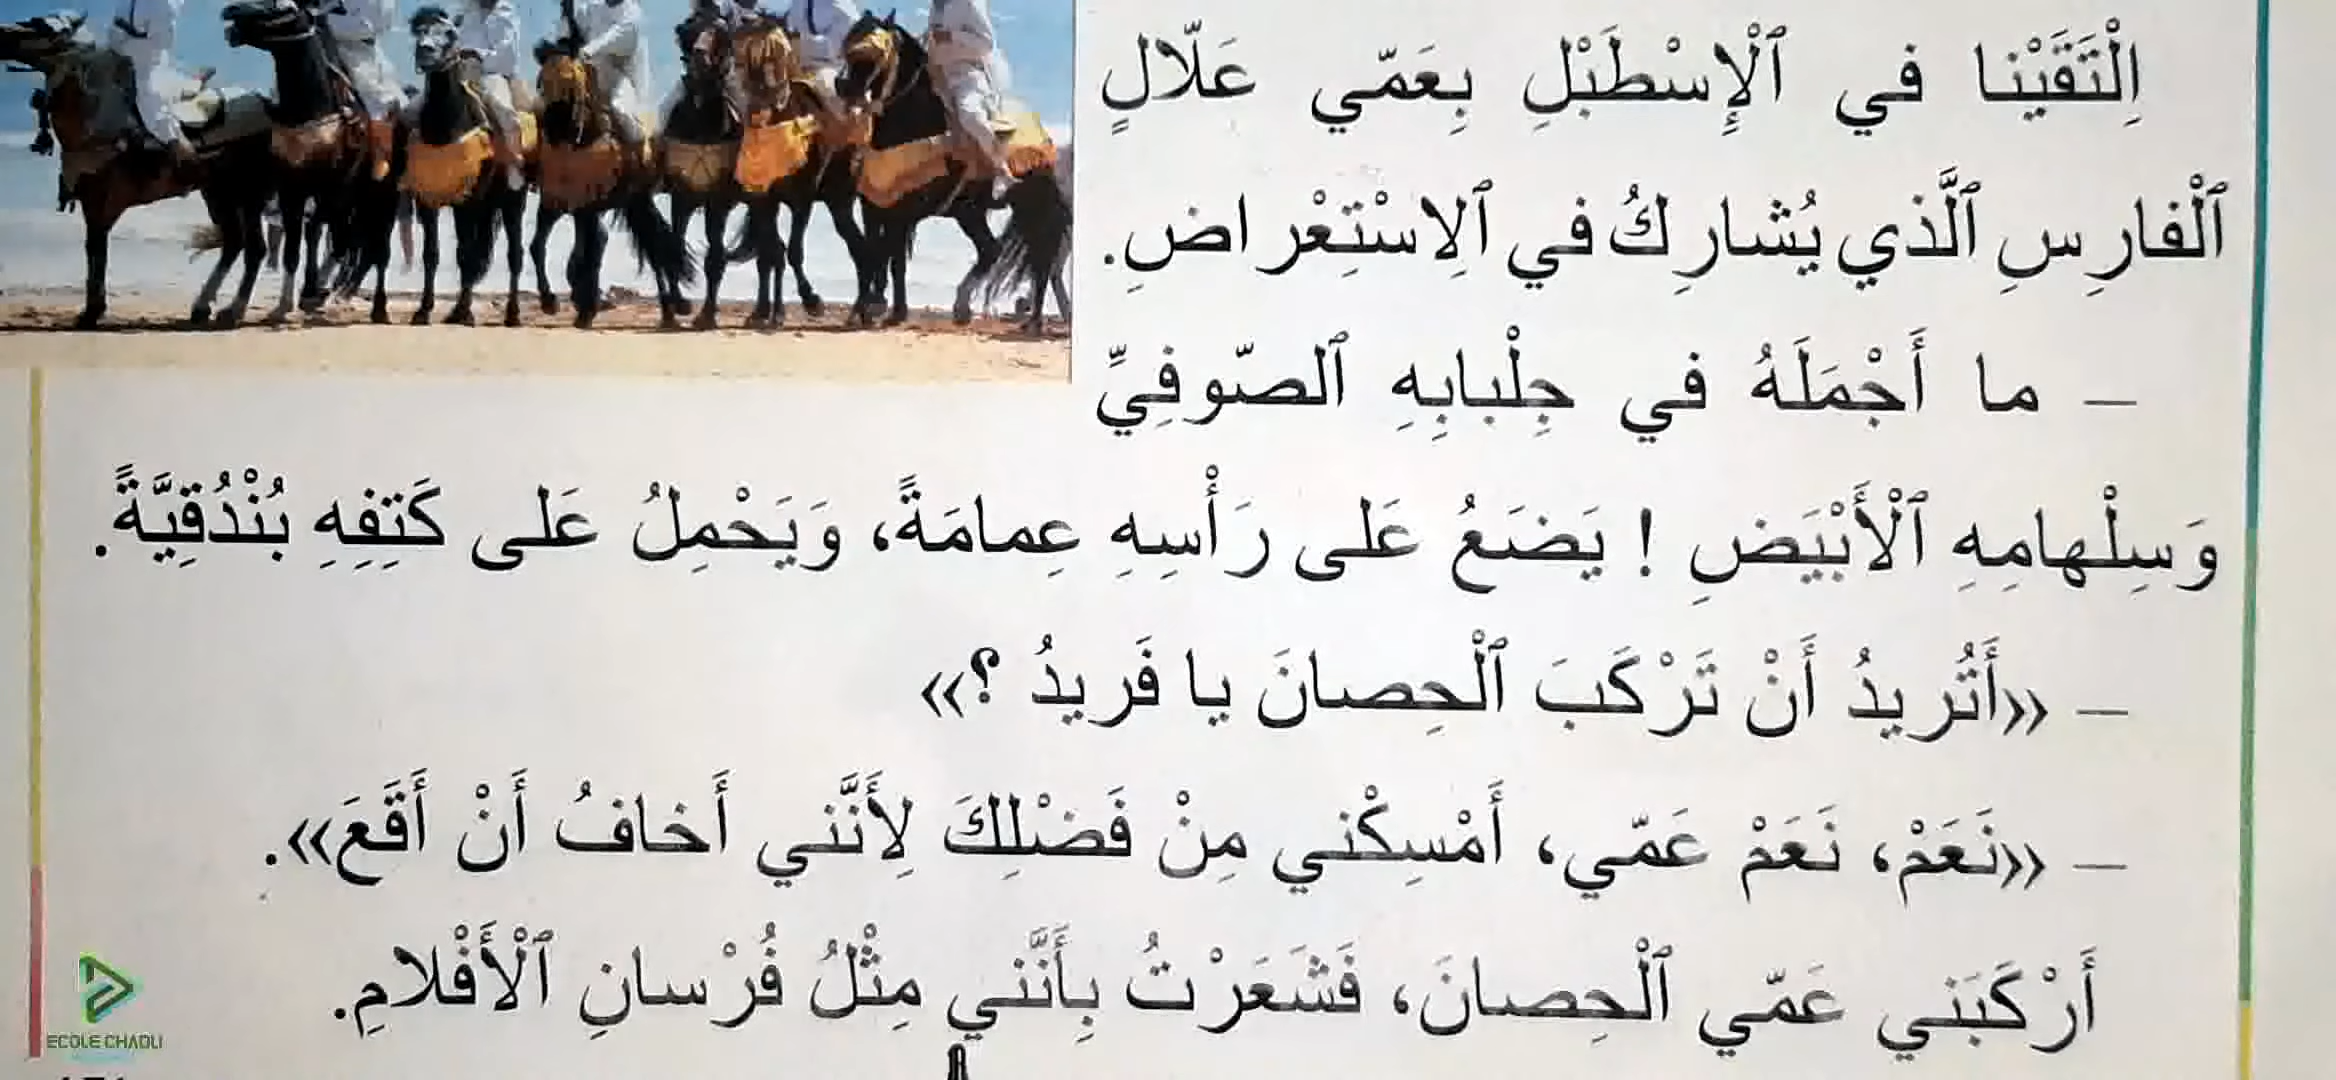 اِلْتَقَيْنا في ٱلْإِسْطَبْلِ بِعَمّي عَلّالٍ
ٱلْفارِسِ ٱلَّذي يُشارِكُ في ٱلِاسْتِعْراضِ.
– ما أَجْمَلَهُ في جِلْبابِهِ ٱلصّوفِيِّ
وَسِلْهامِهِ ٱلْأَبْيَضِ ! يَضَعُ عَلى رَأْسِهِ عِمامَةً، وَيَحْمِلُ عَلى كَتِفِهِ بُنْدُقِيَّةً.
– «أَتُريدُ أَنْ تَرْكَبَ ٱلْحِصانَ يا فَريدُ ؟»
– «نَعَمْ، نَعَمْ عَمّي، أَمْسِكْني مِنْ فَضْلِكَ لِأَنَّني أَخافُ أَنْ أَقَعَ».
أَرْكَبَني عَمّي ٱلْحِصانَ، فَشَعَرْتُ بِأَنَّني مِثْلُ فُرْسانِ ٱلْأَفْلامِ.
ECOLE CHADLI